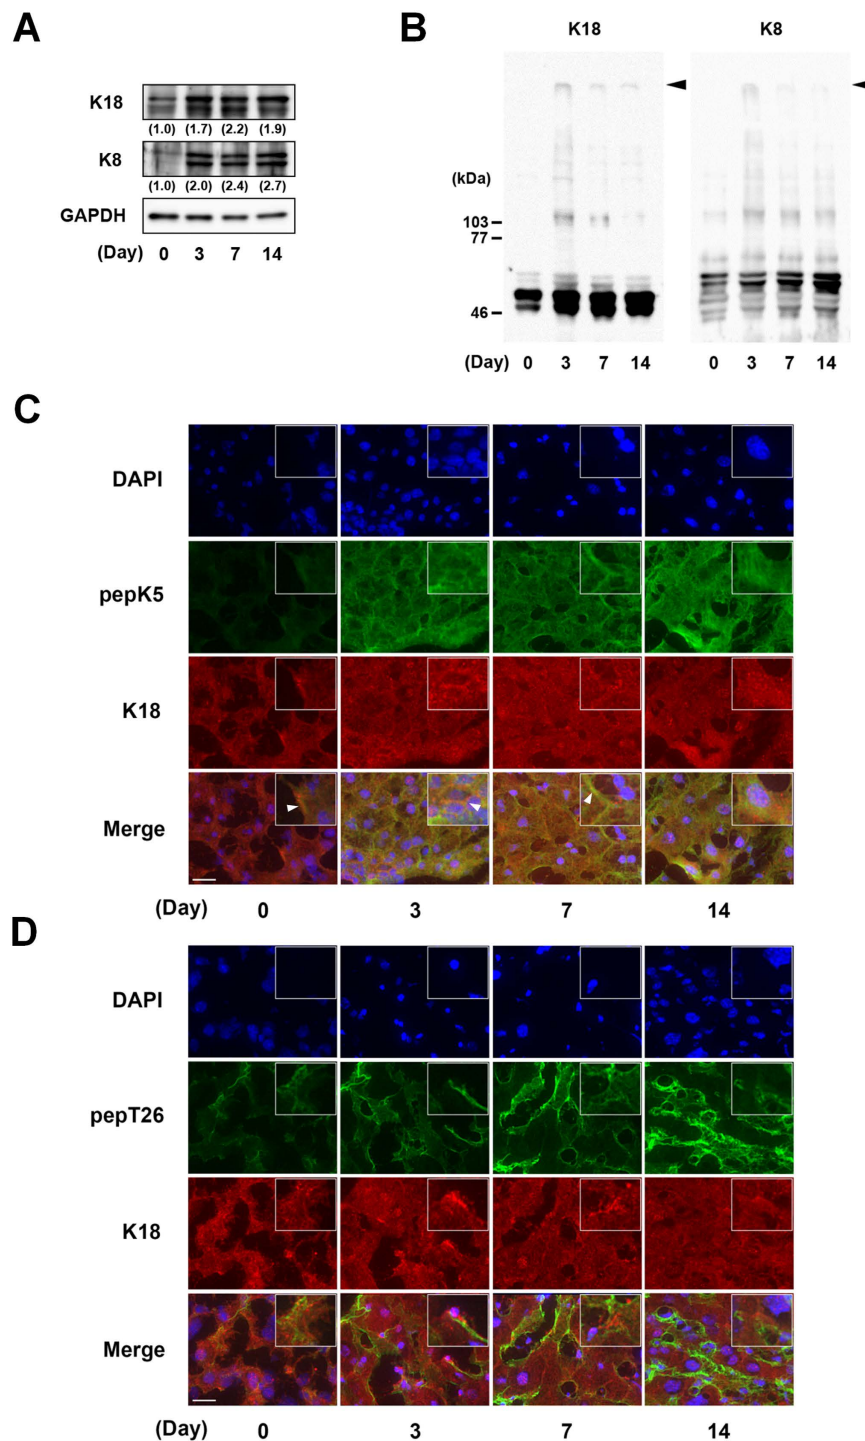 A
K18
(1.0) (1.7) (2.2) (1.9)
K8
(1.0) (2.0) (2.4) (2.7)
GAPDH
(Day) 0 3 7 14
B
K18 K8
(kDa)
103
77
46
(Day) 0 3 7 14 0 3 7 14
C
DAPI
pepK5
K18
Merge
(Day) 0 3 7 14
D
DAPI
pepT26
K18
Merge
(Day) 0 3 7 14